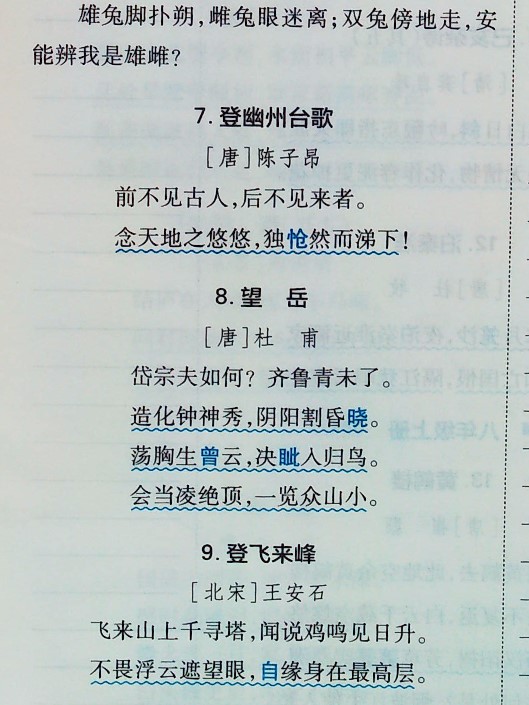 雄兔脚扑朔，雌兔眼迷离；双兔傍地走，安
能辨我是雄雌？
7. 登幽州台歌
［唐］陈子昂
前不见古人，后不见来者。
念天地之悠悠，独怆然而涕下！
8. 望 岳
［唐］杜 甫
岱宗夫如何？齐鲁青未了。
造化钟神秀，阴阳割昏晓。
荡胸生曾云，决眦入归鸟。
会当凌绝顶，一览众山小。
9. 登飞来峰
［北宋］王安石
飞来山上千寻塔，闻说鸡鸣见日升。
不畏浮云遮望眼，自缘身在最高层。